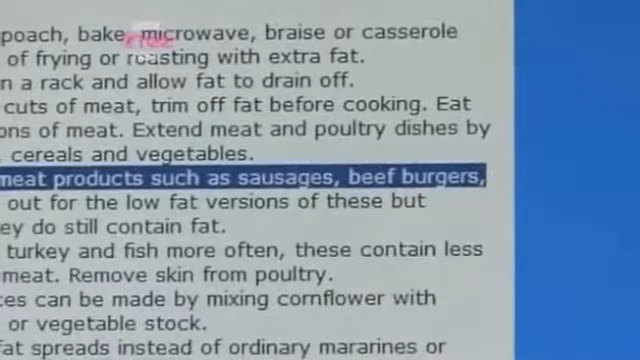 poach, bake, microwave, braise or casserole
of frying or roasting with extra fat.
n a rack and allow fat to drain off.
cuts of meat, trim off fat before cooking. Eat
ons of meat. Extend meat and poultry dishes by
cereals and vegetables.
meat products such as sausages, beef burgers,
out for the low fat versions of these but
ey do still contain fat.
turkey and fish more often, these contain less
meat. Remove skin from poultry.
ces can be made by mixing cornflower with
or vegetable stock.
fat spreads instead of ordinary mararines or